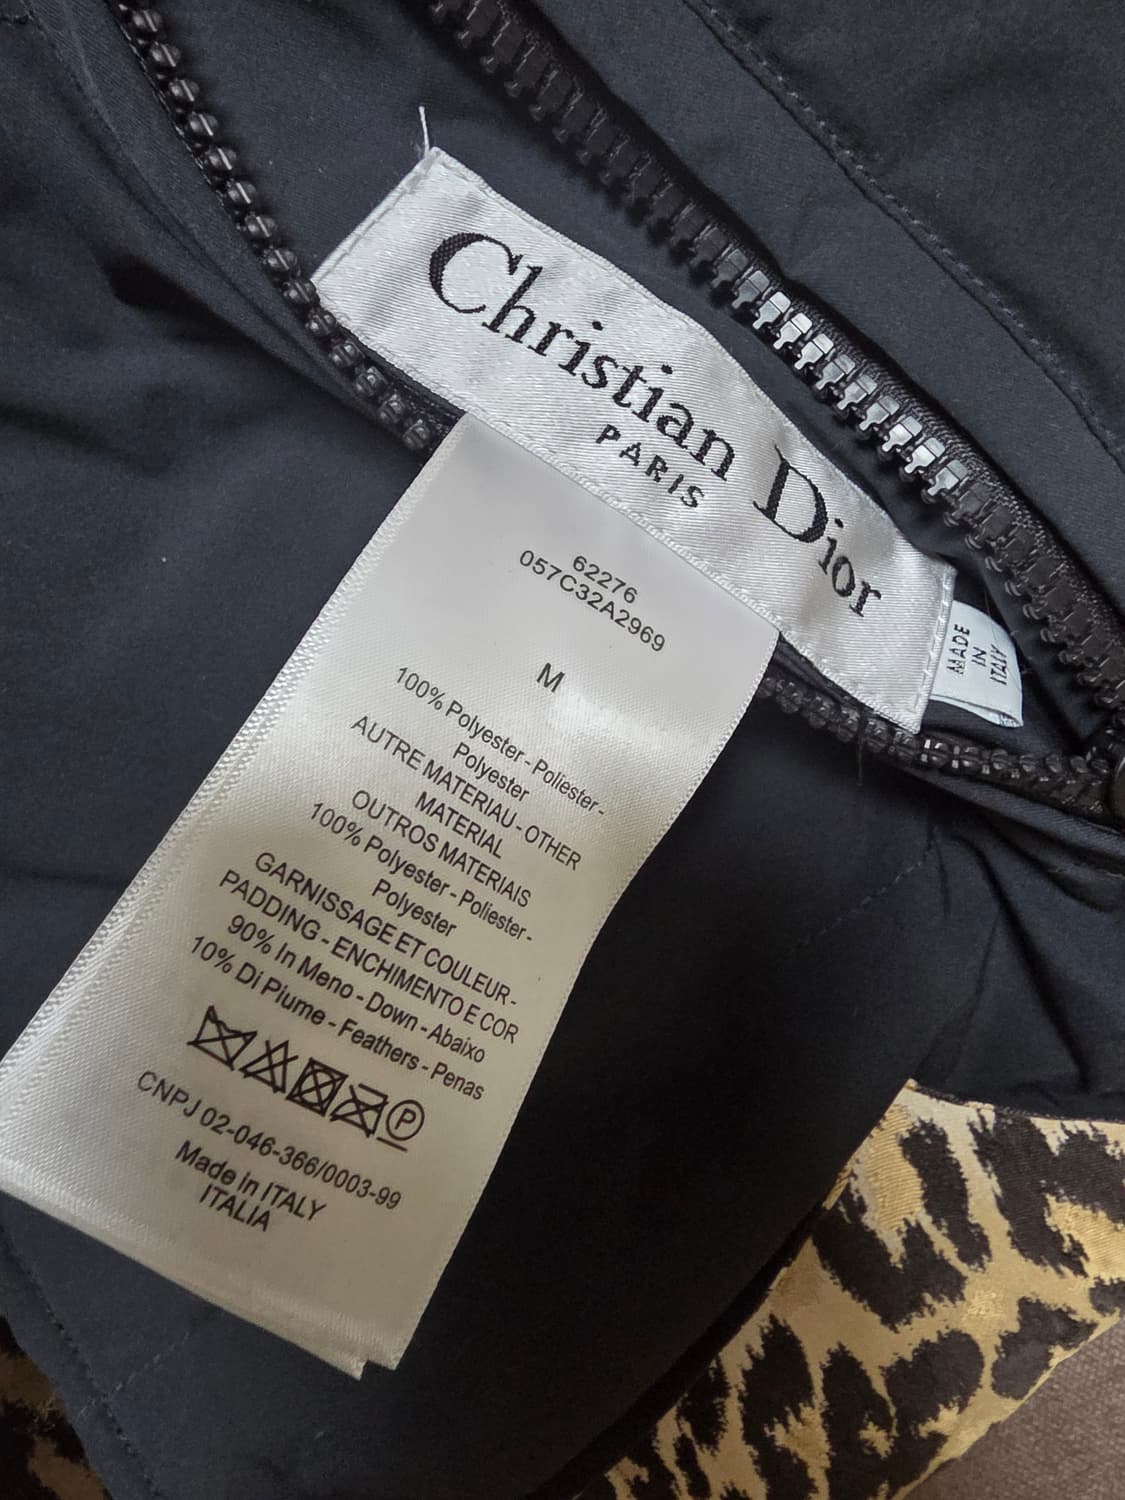 Christian Dior
PARIS
MADE
IN
ITALY
62276
057C32A2969
M
100% Polyester - Poliester -
Polyester
AUTRE MATERIAU - OTHER
MATERIAL
OUTROS MATERIAIS
100% Polyester - Poliester -
Polyester
GARNISSAGE ET COULEUR -
PADDING - ENCHIMENTO E COR
90% In Meno - Down - Abaixo
10% Di Piume - Feathers - Penas
P
CNPJ 02-046-366/0003-99
Made in ITALY
ITALIA